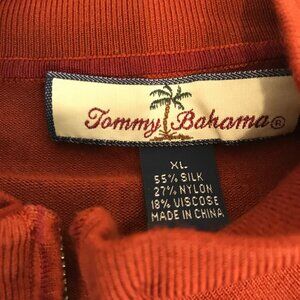 Tommy Bahama®
XL
55% SILK
27% NYLON
18% VISCOSE
MADE IN CHINA